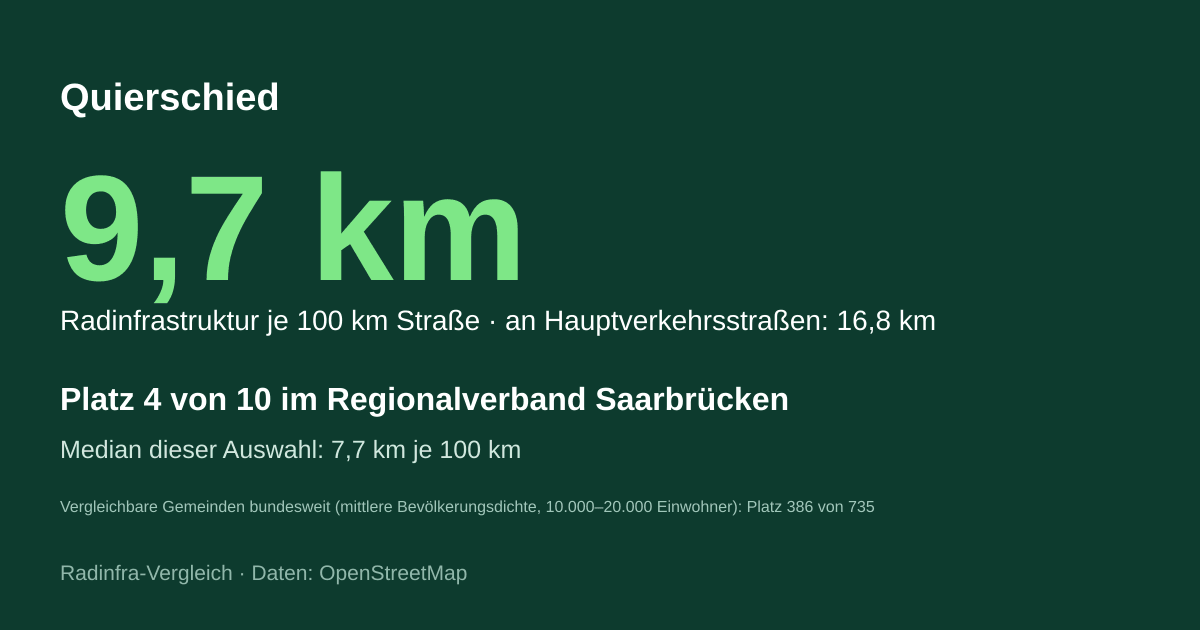 Quierschied
9,7 km
Radinfrastruktur je 100 km Straße · an Hauptverkehrsstraßen: 16,8 km
Platz 4 von 10 im Regionalverband Saarbrücken
Median dieser Auswahl: 7,7 km je 100 km
Vergleichbare Gemeinden bundesweit (mittlere Bevölkerungsdichte, 10.000–20.000 Einwohner): Platz 386 von 735
Radinfra-Vergleich · Daten: OpenStreetMap